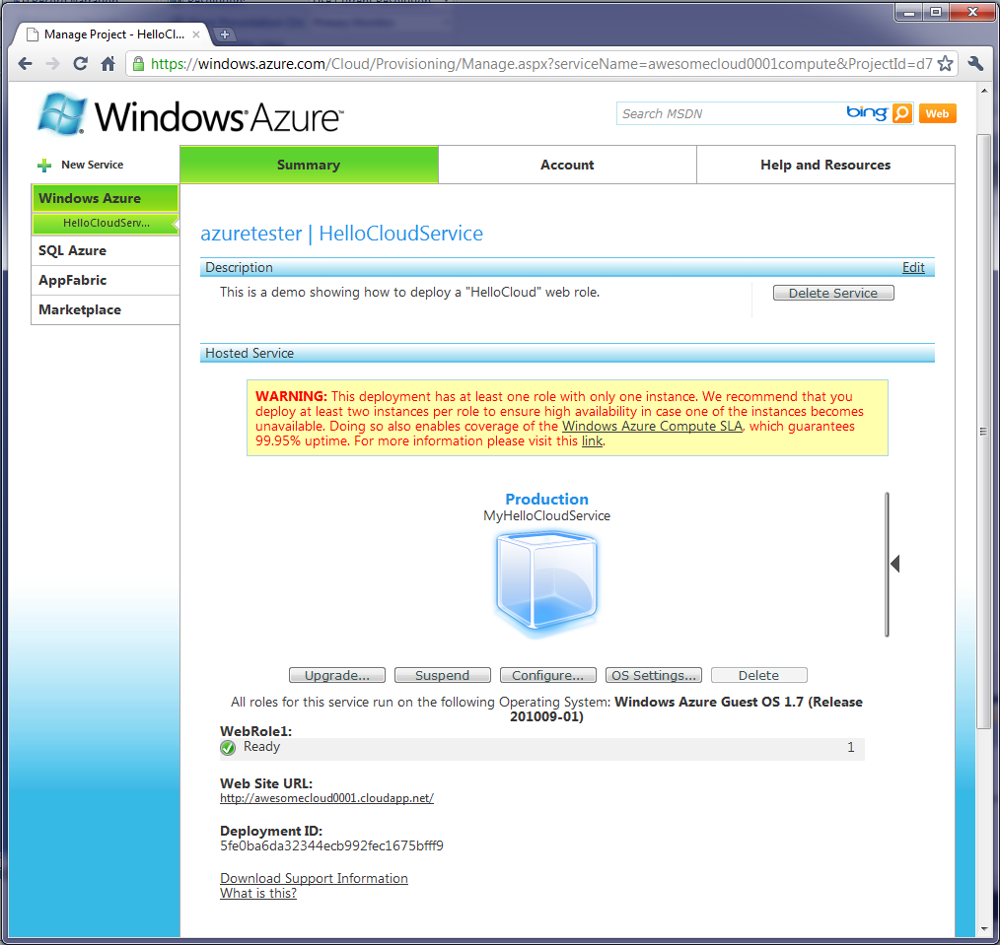 Manage Project - HelloCl...
https://windows.azure.com/Cloud/Provisioning/Manage.aspx?serviceName=awesomecloud0001compute&ProjectId=d7
Windows Azure™
Search MSDN
bing
Web
New Service
Summary
Account
Help and Resources
Windows Azure
HelloCloudServ...
SQL Azure
AppFabric
Marketplace
azuretester | HelloCloudService
Description
Edit
This is a demo showing how to deploy a "HelloCloud" web role.
Delete Service
Hosted Service
WARNING: This deployment has at least one role with only one instance. We recommend that you
deploy at least two instances per role to ensure high availability in case one of the instances becomes
unavailable. Doing so also enables coverage of the Windows Azure Compute SLA, which guarantees
99.95% uptime. For more information please visit this link.
Production
MyHelloCloudService
Upgrade...
Suspend
Configure...
OS Settings...
Delete
All roles for this service run on the following Operating System: Windows Azure Guest OS 1.7 (Release
201009-01)
WebRole1:
Ready
1
Web Site URL:
http://awesomecloud0001.cloudapp.net/
Deployment ID:
5fe0ba6da32344ecb992fec1675bfff9
Download Support Information
What is this?